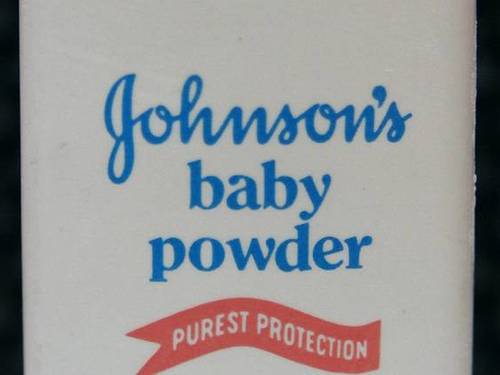 Johnson's
baby
powder
PUREST PROTECTION